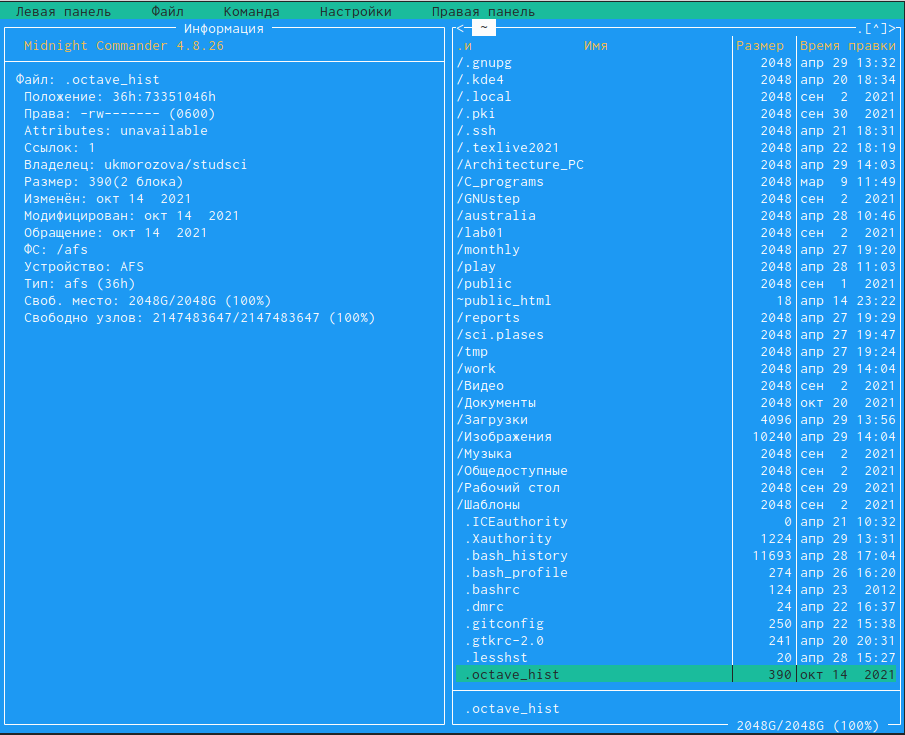 Левая панель Файл Команда Настройки Правая панель
Информация
Midnight Commander 4.8.26
Файл: .octave_hist
Положение: 36h:73351046h
Права: -rw------- (0600)
Attributes: unavailable
Ссылок: 1
Владелец: ukmorozova/studsci
Размер: 390(2 блока)
Изменён: окт 14 2021
Модифицирован: окт 14 2021
Обращение: окт 14 2021
ФС: /afs
Устройство: AFS
Тип: afs (36h)
Своб. место: 2048G/2048G (100%)
Свободно узлов: 2147483647/2147483647 (100%)
<- ~ .[^]>
.и Имя Размер Время правки
/.gnupg 2048 апр 29 13:32
/.kde4 2048 апр 20 18:34
/.local 2048 сен 2 2021
/.pki 2048 сен 30 2021
/.ssh 2048 апр 21 18:31
/.texlive2021 2048 апр 22 18:19
/Architecture_PC 2048 апр 29 14:03
/C_programs 2048 мар 9 11:49
/GNUstep 2048 сен 2 2021
/australia 2048 апр 28 10:46
/lab01 2048 сен 2 2021
/monthly 2048 апр 27 19:20
/play 2048 апр 28 11:03
/public 2048 сен 1 2021
~public_html 18 апр 14 23:22
/reports 2048 апр 27 19:29
/sci.plases 2048 апр 27 19:47
/tmp 2048 апр 27 19:24
/work 2048 апр 29 14:04
/Видео 2048 сен 2 2021
/Документы 2048 окт 20 2021
/Загрузки 4096 апр 29 13:56
/Изображения 10240 апр 29 14:04
/Музыка 2048 сен 2 2021
/Общедоступные 2048 сен 2 2021
/Рабочий стол 2048 сен 29 2021
/Шаблоны 2048 сен 2 2021
.ICEauthority 0 апр 21 10:32
.Xauthority 1224 апр 29 13:31
.bash_history 11693 апр 28 17:04
.bash_profile 274 апр 26 16:20
.bashrc 124 апр 23 2012
.dmrc 24 апр 22 16:37
.gitconfig 250 апр 22 15:38
.gtkrc-2.0 241 апр 20 20:31
.lesshst 20 апр 28 15:27
.octave_hist 390 окт 14 2021
.octave_hist
2048G/2048G (100%)